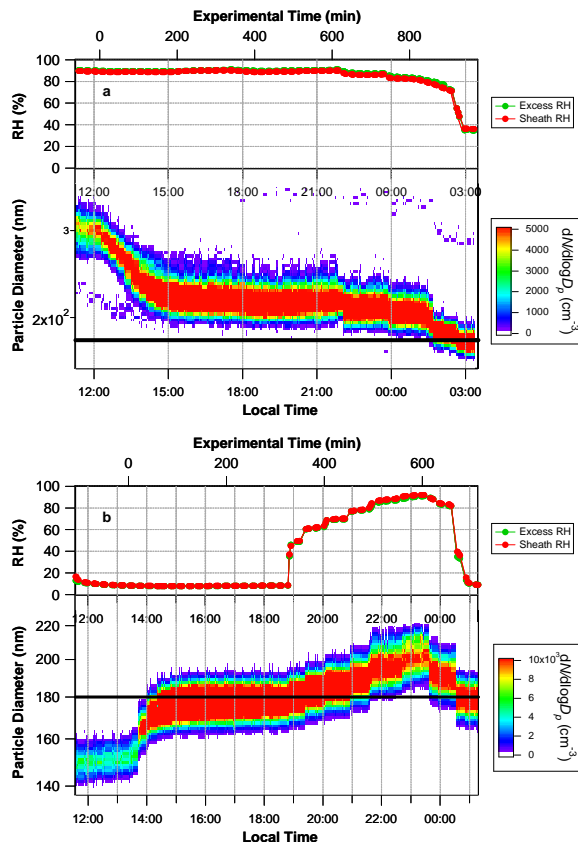 Experimental Time (min)
0 200 400 600 800
100
80
60
40
20
0
RH (%)
a
Excess RH
Sheath RH
12:00 15:00 18:00 21:00 00:00 03:00
Particle Diameter (nm)
3
2x10²
5000
4000
3000
2000
1000
0
dN/dlogDp (cm⁻³)
12:00 15:00 18:00 21:00 00:00 03:00
Local Time
Experimental Time (min)
0 200 400 600
100
80
60
40
20
0
RH (%)
b
Excess RH
Sheath RH
12:00 14:00 16:00 18:00 20:00 22:00 00:00
Particle Diameter (nm)
220
200
180
160
140
10x10³
8
6
4
2
0
dN/dlogDp (cm⁻³)
12:00 14:00 16:00 18:00 20:00 22:00 00:00
Local Time